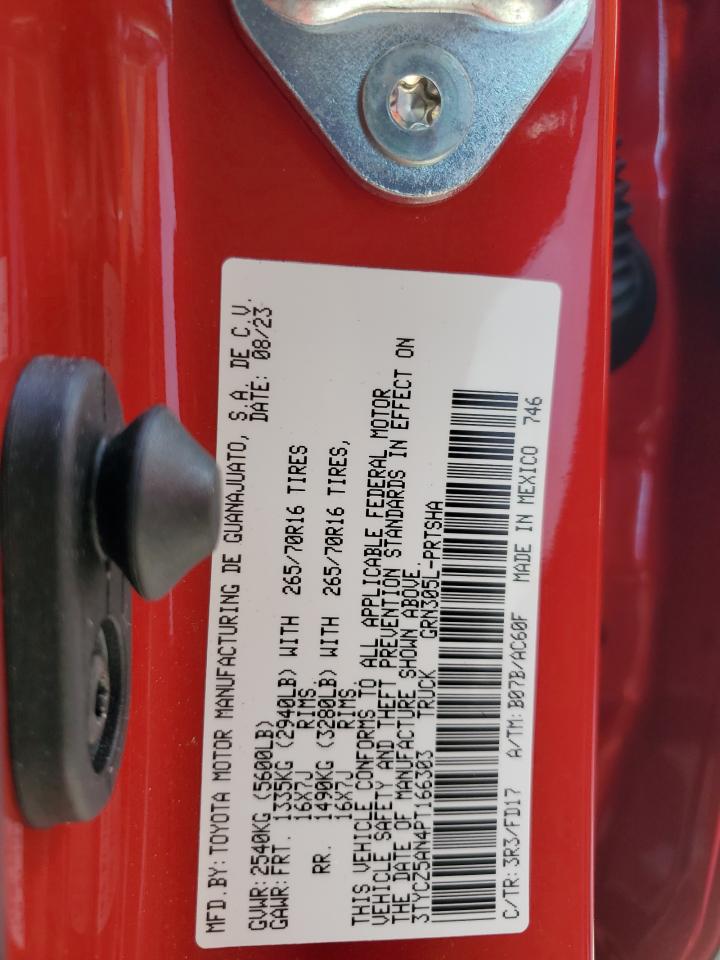 MFD.BY: TOYOTA MOTOR MANUFACTURING DE GUANAJUATO, S.A. DE C.V.
DATE: 08/23
GVWR: 2540KG (5600LB)
GAWR: FRT. 1335KG (2940LB) WITH 265/70R16 TIRES
16X7J RIMS,
RR. 1490KG (3280LB) WITH 265/70R16 TIRES,
16X7J RIMS
THIS VEHICLE CONFORMS TO ALL APPLICABLE FEDERAL MOTOR
VEHICLE SAFETY AND THEFT PREVENTION STANDARDS IN EFFECT ON
THE DATE OF MANUFACTURE SHOWN ABOVE.
3TYCZ5AN4PT166303 TRUCK GRN305L-PRTSHA
C/TR: 3R3/FD17 A/TM: B07B/AC60F MADE IN MEXICO 746